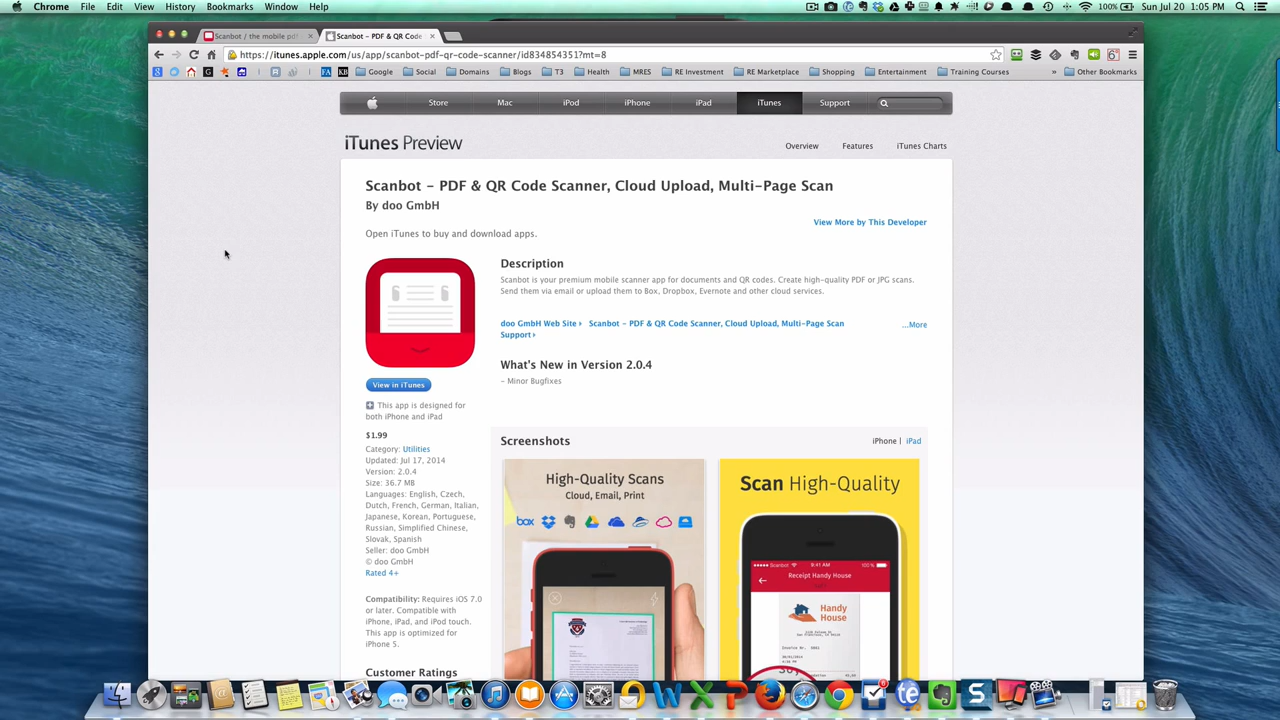 Chrome File Edit View History Bookmarks Window Help
100% Sun Jul 20 1:05 PM
Scanbot / the mobile pdf
Scanbot - PDF & QR Code
https://itunes.apple.com/us/app/scanbot-pdf-qr-code-scanner/id834854351?mt=8
Google Social Domains Blogs T3 Health MRES RE Investment RE Marketplace Shopping Entertainment Training Courses » Other Bookmarks
Store Mac iPod iPhone iPad iTunes Support
iTunes Preview
Overview Features iTunes Charts
Scanbot - PDF & QR Code Scanner, Cloud Upload, Multi-Page Scan
By doo GmbH
View More by This Developer
Open iTunes to buy and download apps.
Description
Scanbot is your premium mobile scanner app for documents and QR codes. Create high-quality PDF or JPG scans.
Send them via email or upload them to Box, Dropbox, Evernote and other cloud services.
doo GmbH Web Site Scanbot - PDF & QR Code Scanner, Cloud Upload, Multi-Page Scan
Support
...More
What's New in Version 2.0.4
- Minor Bugfixes
View in iTunes
This app is designed for
both iPhone and iPad
$1.99
Category: Utilities
Updated: Jul 17, 2014
Version: 2.0.4
Size: 36.7 MB
Languages: English, Czech,
Dutch, French, German, Italian,
Japanese, Korean, Portuguese,
Russian, Simplified Chinese,
Slovak, Spanish
Seller: doo GmbH
© doo GmbH
Rated 4+
Compatibility: Requires iOS 7.0
or later. Compatible with
iPhone, iPad, and iPod touch.
This app is optimized for
iPhone 5.
Customer Ratings
Screenshots
iPhone | iPad
High-Quality Scans
Cloud, Email, Print
box
Scan High-Quality
Scanbot 9:41 AM 100%
Receipt Handy House
Handy
House